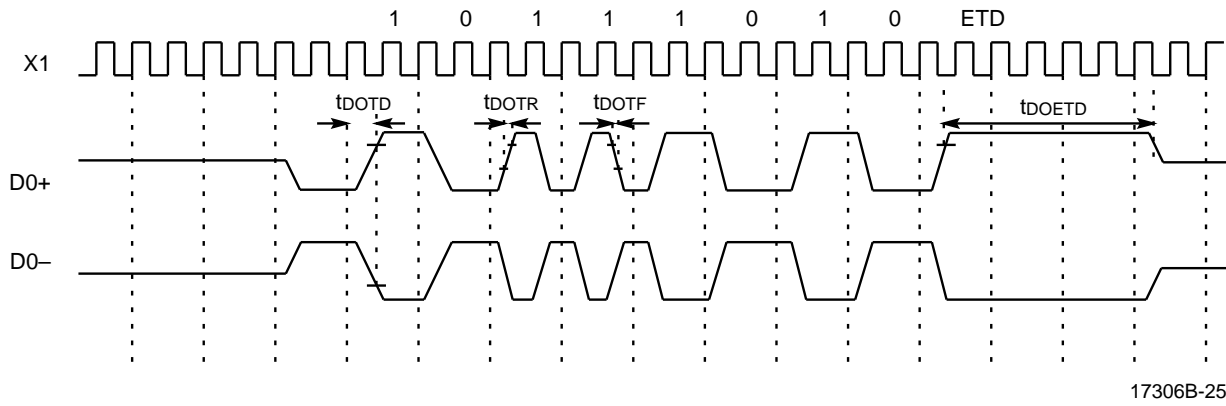 1 0 1 1 1 0 1 0 ETD
X1
tDOTD tDOTR tDOTF tDOETD
D0+
D0–
17306B-25